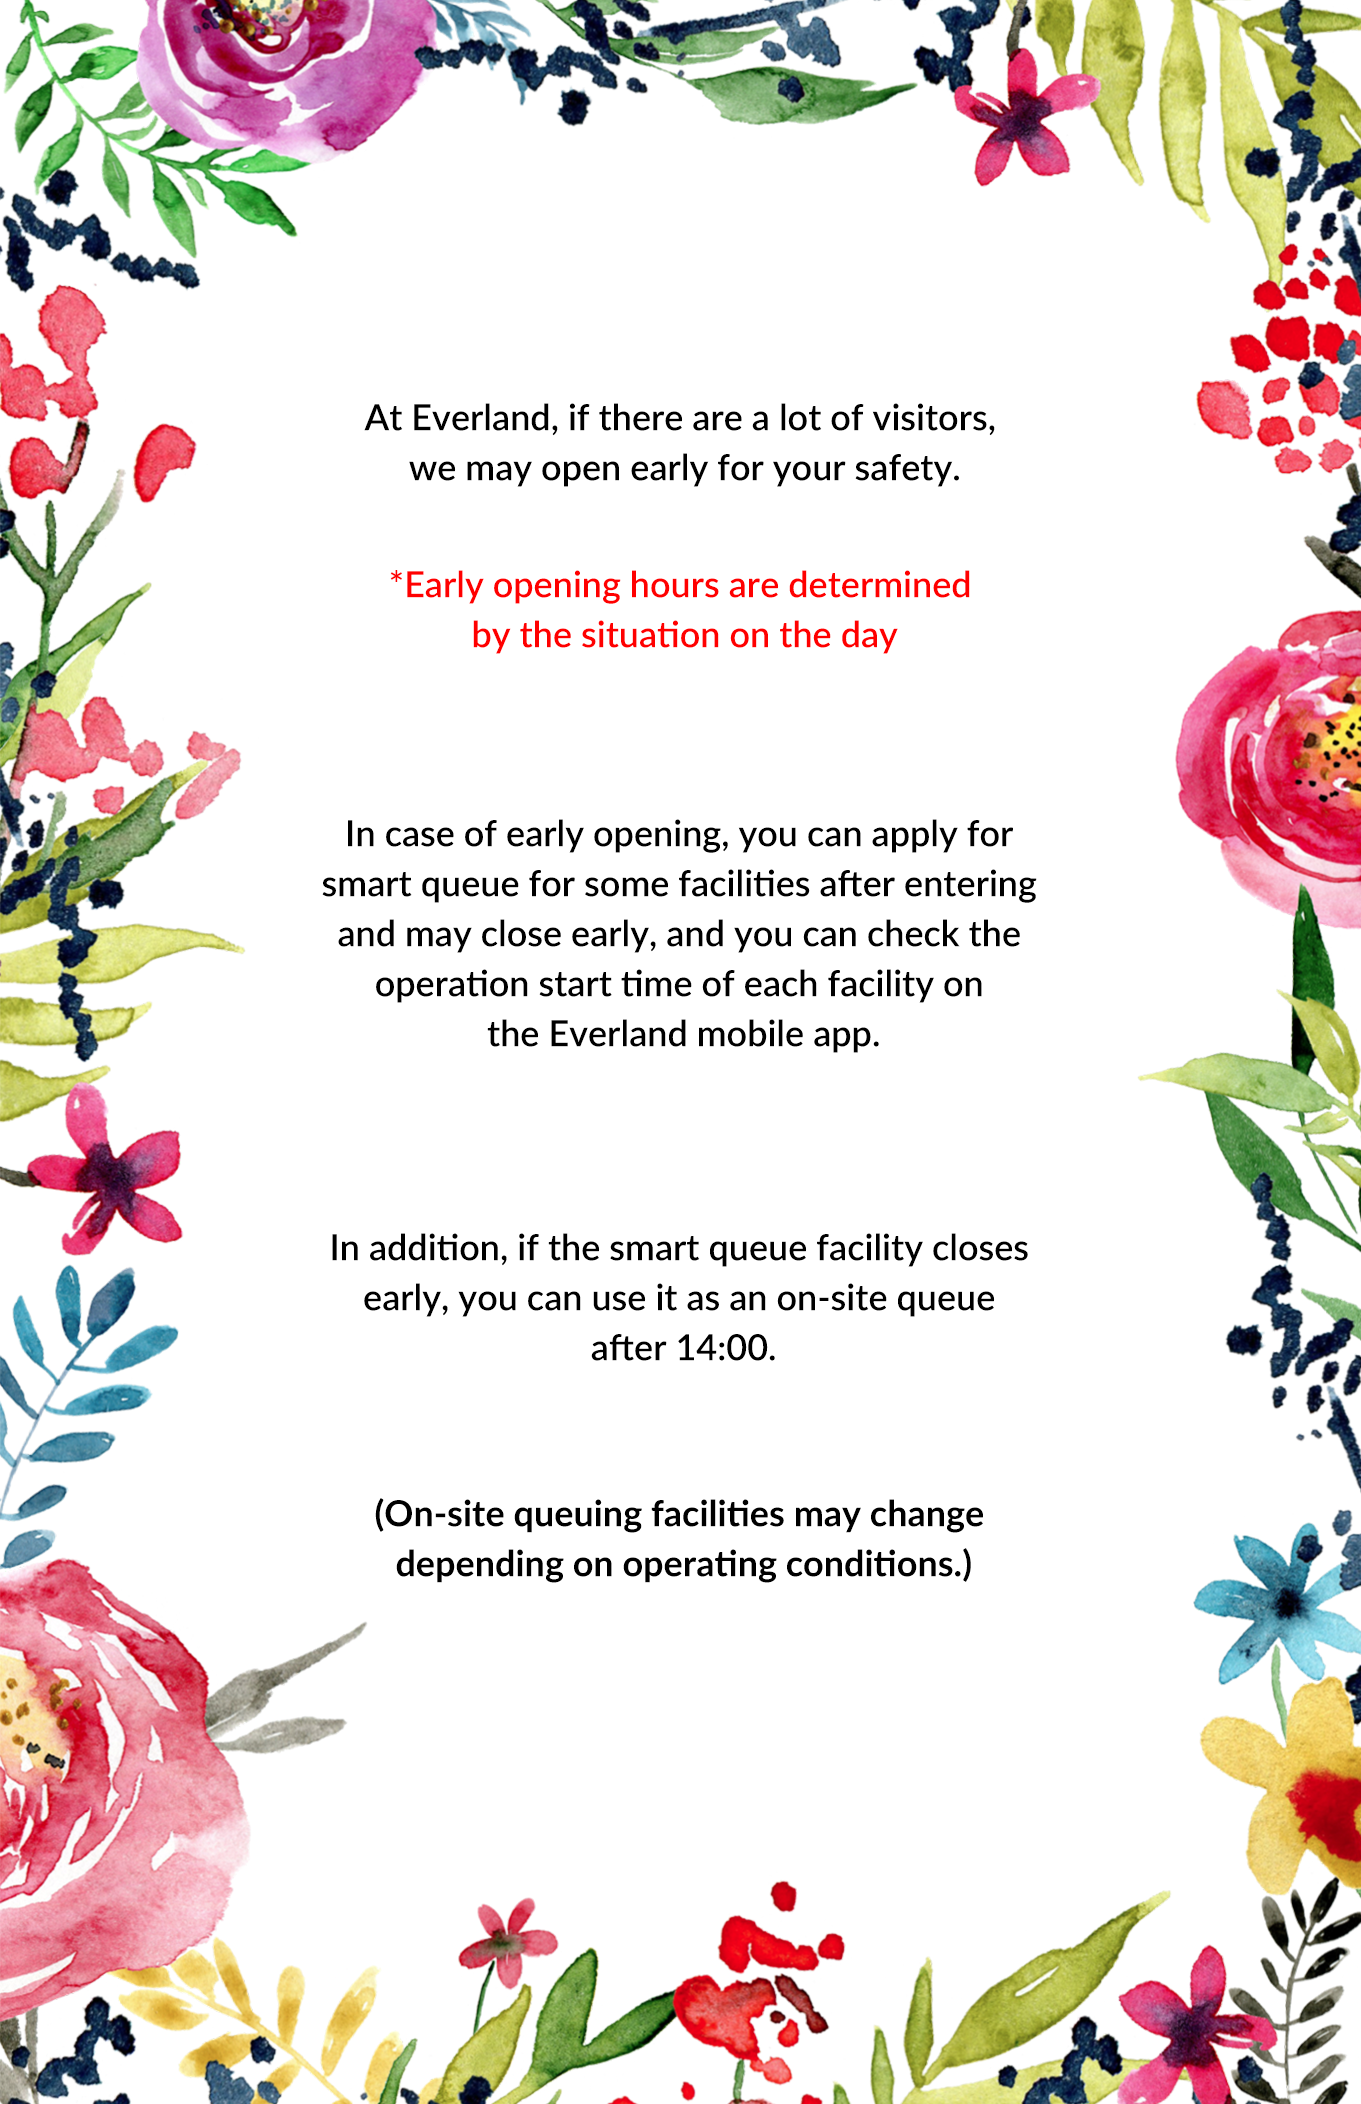 At Everland, if there are a lot of visitors,
we may open early for your safety.
*Early opening hours are determined
by the situation on the day
In case of early opening, you can apply for
smart queue for some facilities after entering
and may close early, and you can check the
operation start time of each facility on
the Everland mobile app.
In addition, if the smart queue facility closes
early, you can use it as an on-site queue
after 14:00.
(On-site queuing facilities may change
depending on operating conditions.)